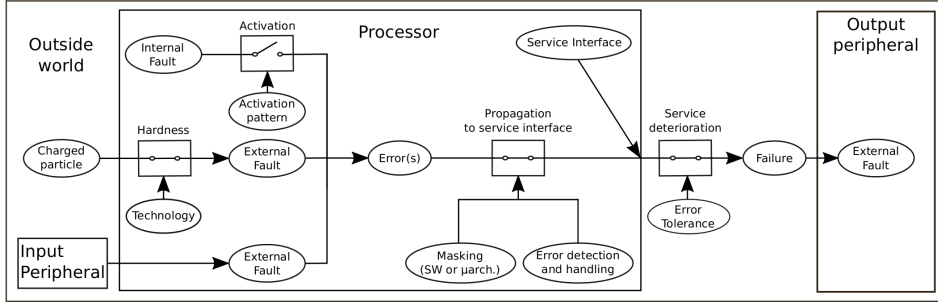 Outside
world
Processor
Output
peripheral
Activation
Internal
Fault
Activation
pattern
Service Interface
Hardness
Charged
particle
External
Fault
Technology
Error(s)
Propagation
to service interface
Masking
(SW or µarch.)
Error detection
and handling
Service
deterioration
Error
Tolerance
Failure
External
Fault
Input
Peripheral
External
Fault